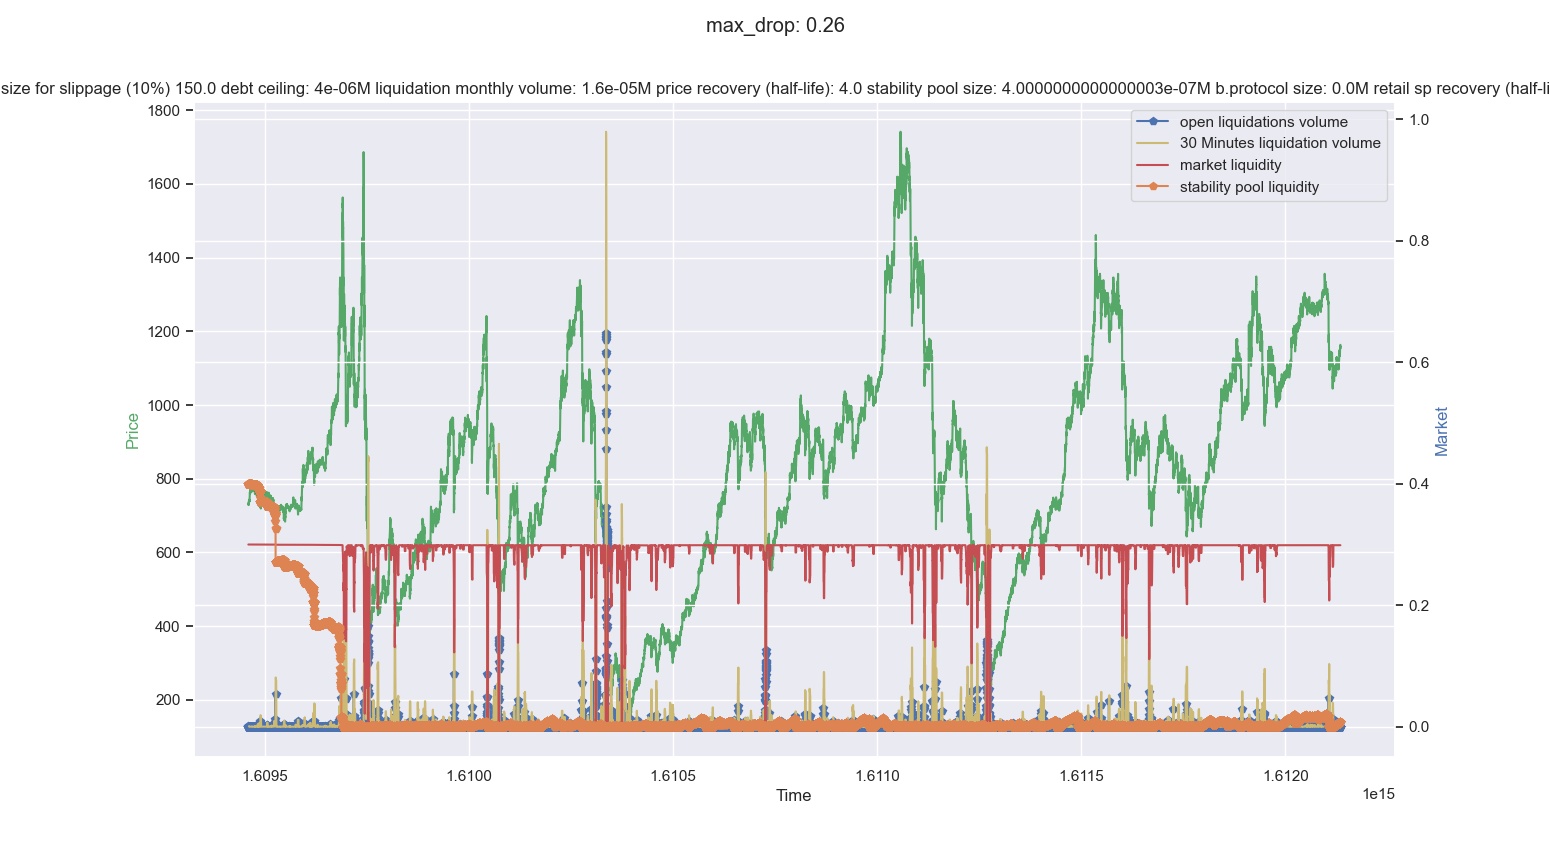 max_drop: 0.26
size for slippage (10%) 150.0 debt ceiling: 4e-06M liquidation monthly volume: 1.6e-05M price recovery (half-life): 4.0 stability pool size: 4.0000000000000003e-07M b.protocol size: 0.0M retail sp recovery (half-li
1800
1600
1400
1200
1000
800
600
400
200
Price
open liquidations volume
30 Minutes liquidation volume
market liquidity
stability pool liquidity
1.0
0.8
0.6
0.4
0.2
0.0
Market
1.6095
1.6100
1.6105
1.6110
1.6115
1.6120
1e15
Time